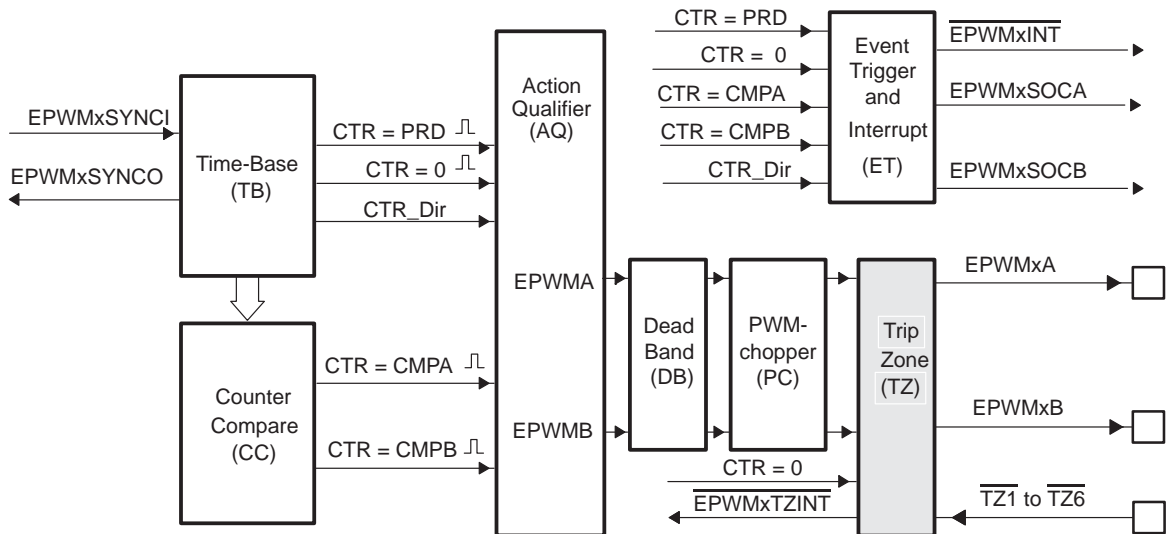 EPWMxSYNCI
EPWMxSYNCO
Time-Base
(TB)
CTR = PRD
CTR = 0
CTR_Dir
Counter
Compare
(CC)
CTR = CMPA
CTR = CMPB
Action
Qualifier
(AQ)
EPWMA
EPWMB
CTR = PRD
CTR = 0
CTR = CMPA
CTR = CMPB
CTR_Dir
Event
Trigger
and
Interrupt
(ET)
EPWMxINT
EPWMxSOCA
EPWMxSOCB
Dead
Band
(DB)
PWM-
chopper
(PC)
Trip
Zone
(TZ)
EPWMxA
EPWMxB
CTR = 0
EPWMxTZINT
TZ1 to TZ6